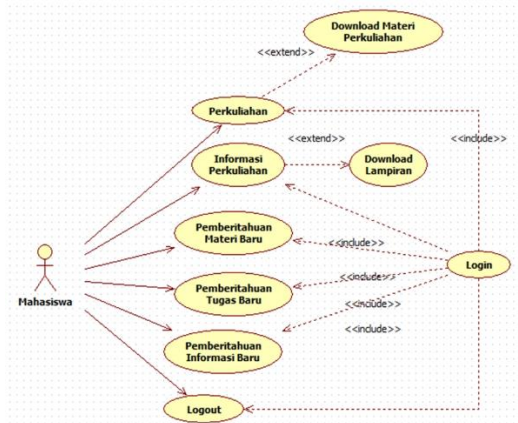 Download Materi
Perkuliahan
<<extend>>
Perkuliahan
<<extend>>
<<include>>
Informasi
Perkuliahan
Download
Lampiran
Pemberitahuan
Materi Baru
<<include>>
Login
Mahasiswa
Pemberitahuan
Tugas Baru
<<include>>
<<include>>
<<include>>
Pemberitahuan
Informasi Baru
Logout